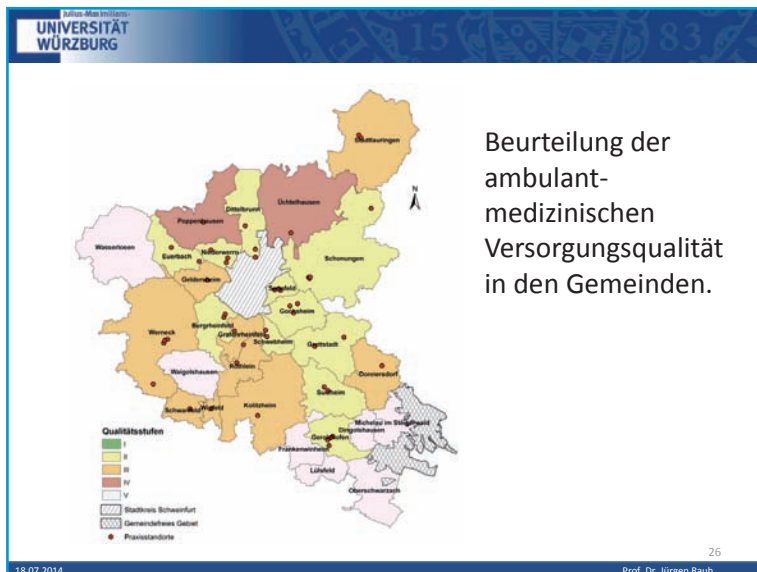 Julius-Maximilians-
UNIVERSITÄT
WÜRZBURG
15
83
Beurteilung der
ambulant-
medizinischen
Versorgungsqualität
in den Gemeinden.
N
Stadtlauringen
Üchtelhausen
Dittelbrunn
Poppenhausen
Wasserlosen
Euerbach
Niederwerrn
Schonungen
Geldersheim
Sennfeld
Gochsheim
Bergrheinfeld
Grafenrheinfeld
Schwebheim
Werneck
Grettstadt
Röthlein
Waigolshausen
Donnersdorf
Schwanfeld
Wipfeld
Kolitzheim
Sulzheim
Michelau im Steigerwald
Dingolshausen
Gerolzhofen
Frankenwinheim
Lülsfeld
Oberschwarzach
Qualitätsstufen
I
II
III
IV
V
Stadtkreis Schweinfurt
Gemeindefreies Gebiet
Praxisstandorte
26
18.07.2014
Prof. Dr. Jürgen Rauh